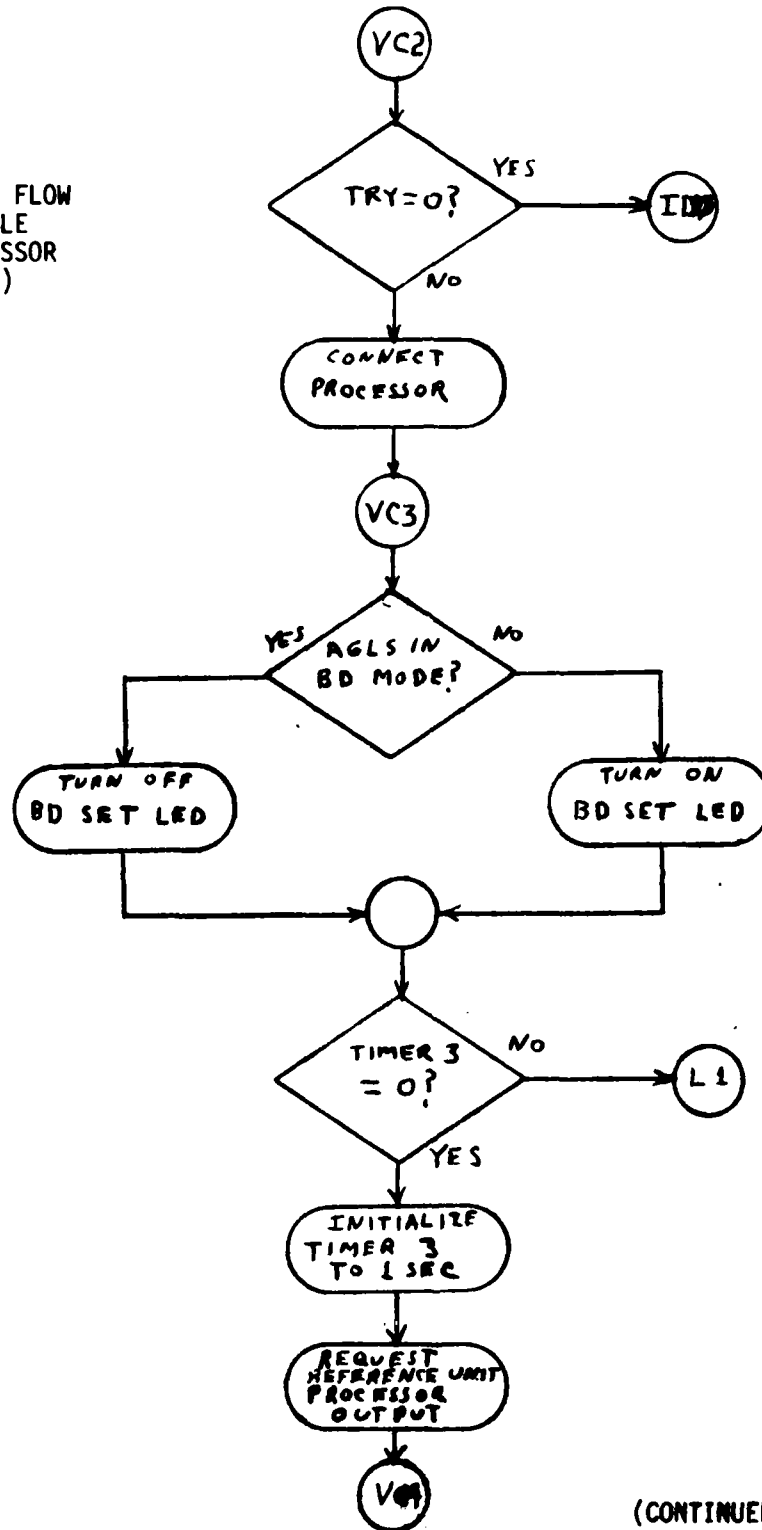 VC2
FLOW
LE
SSOR
)
TRY=0?
YES
NO
CONNECT
PROCESSOR
VC3
AGLS IN
BD MODE?
YES
NO
TURN OFF
BD SET LED
TURN ON
BD SET LED
TIMER 3
= 0?
NO
L1
YES
INITIALIZE
TIMER 3
TO 1 SEC
REQUEST
REFERENCE UNIT
PROCESSOR
OUTPUT
(CONTINUE